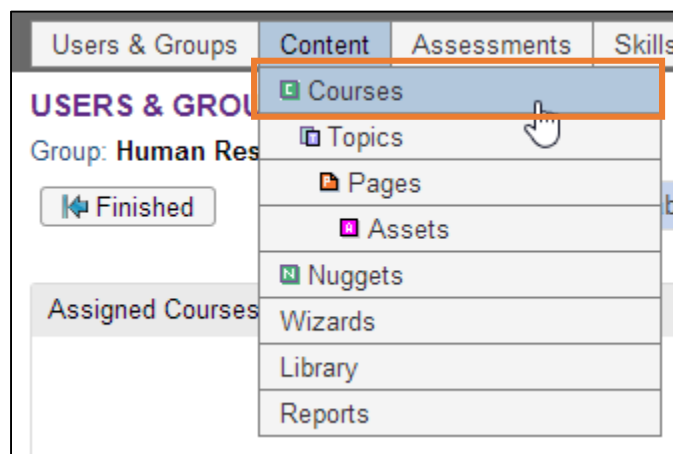 Users & Groups Content Assessments Skills
USERS & GROU
Courses
Group: Human Res
Topics
Pages
Finished
Assets
Nuggets
Assigned Courses
Wizards
Library
Reports